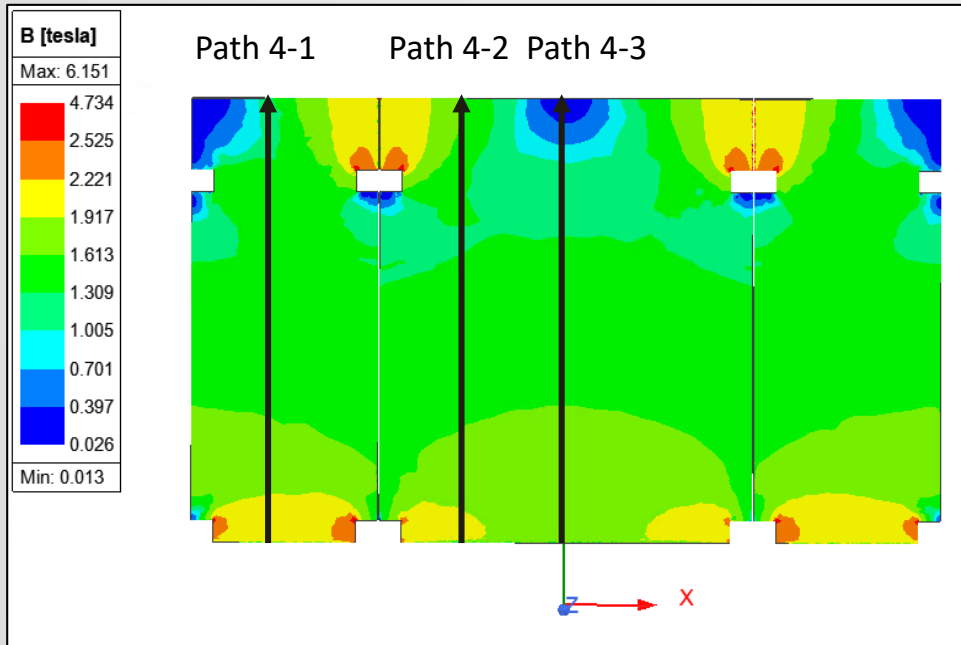 B [tesla]
Max: 6.151
4.734
2.525
2.221
1.917
1.613
1.309
1.005
0.701
0.397
0.026
Min: 0.013
Path 4-1
Path 4-2
Path 4-3
Z
X